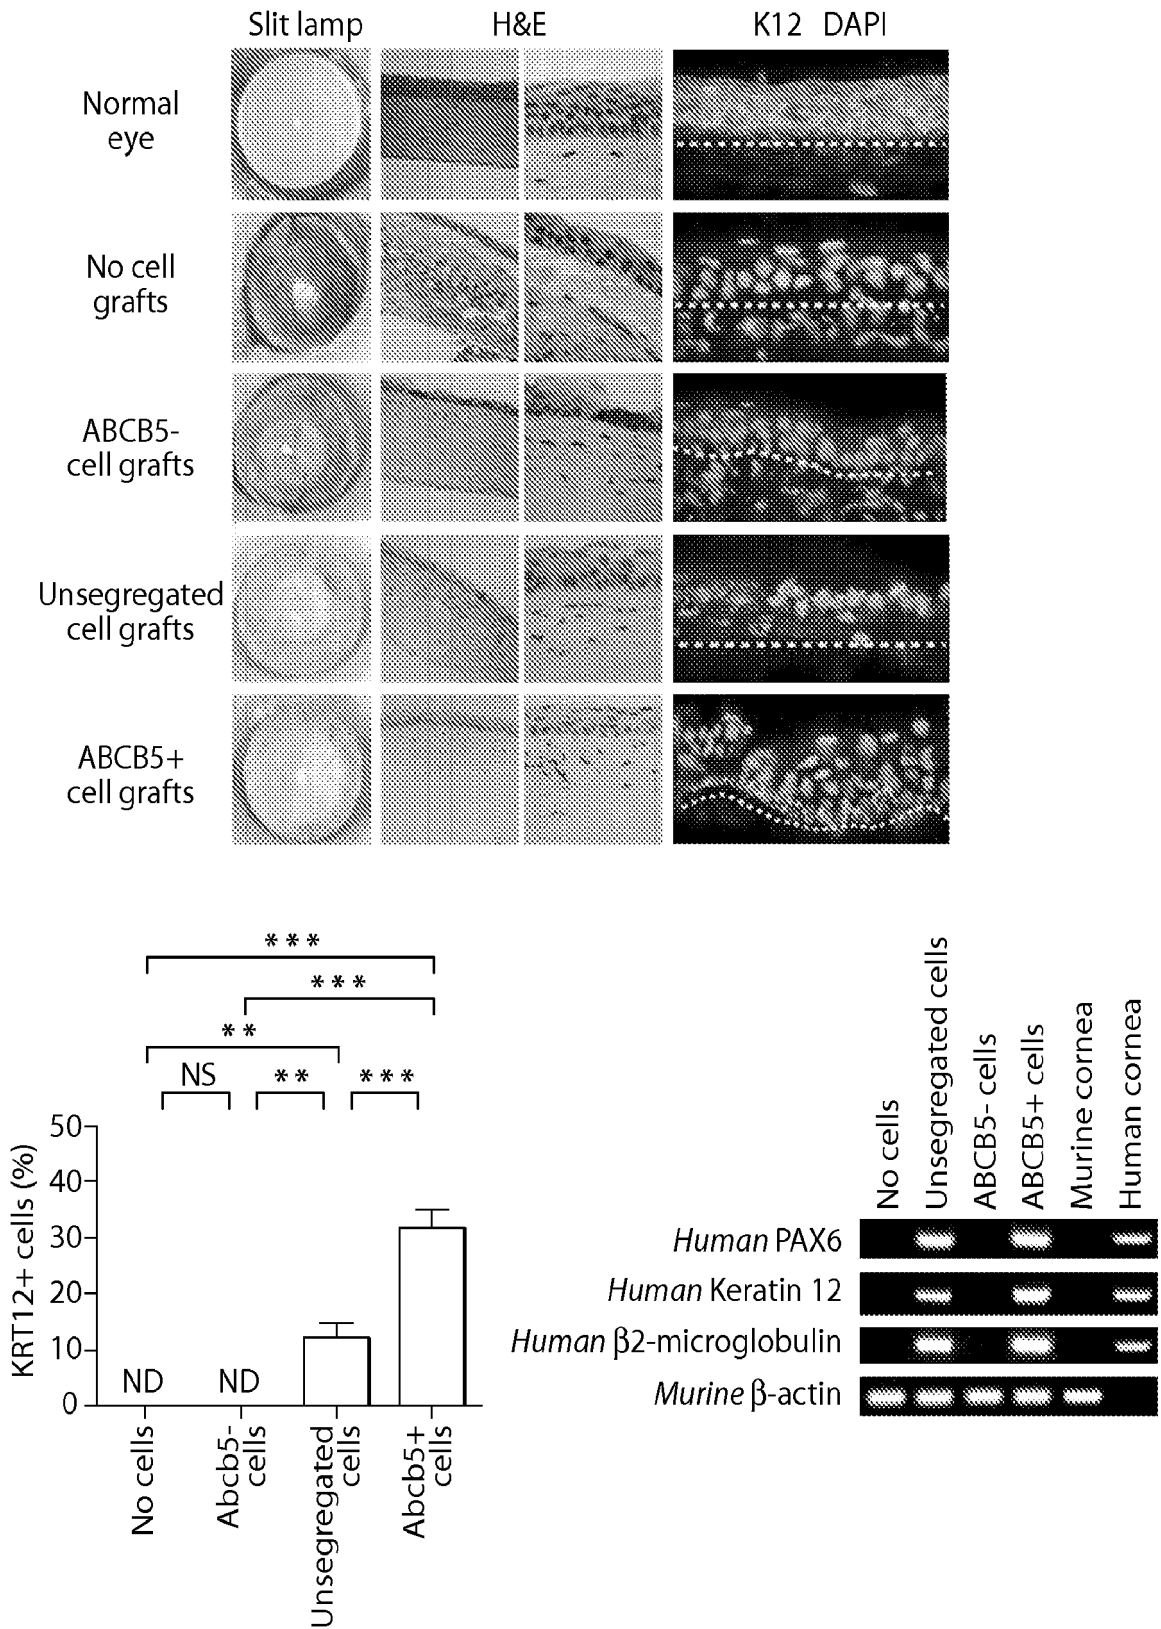 Slit lamp H&E K12 DAPI
Normal
eye
No cell
grafts
ABCB5-
cell grafts
Unsegregated
cell grafts
ABCB5+
cell grafts
***
***
**
NS ** ***
KRT12+ cells (%)
50
40
30
20
10
0
ND ND
No cells
Abcb5-
cells
Unsegregated
cells
Abcb5+
cells
No cells
Unsegregated cells
ABCB5- cells
ABCB5+ cells
Murine cornea
Human cornea
Human PAX6
Human Keratin 12
Human β2-microglobulin
Murine β-actin